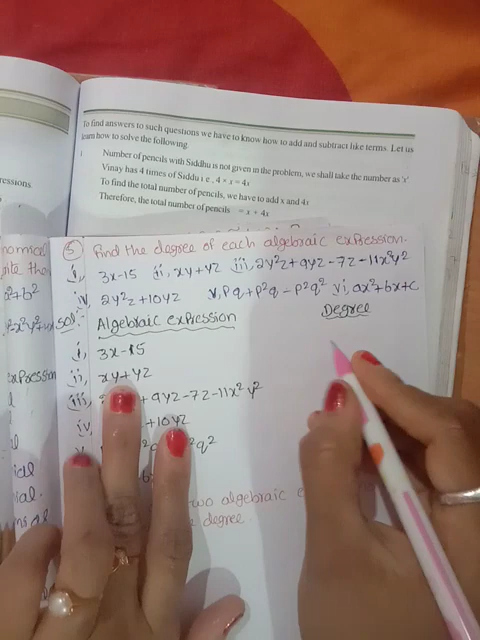 To find answers to such questions we have to know how to add and subtract like terms. Let us
learn how to solve the following.
Number of pencils with Siddhu is not given in the problem, we shall take the number as 'x'
Vinay has 4 times of Siddu i.e., 4 × x = 4x
To find the total number of pencils, we have to add x and 4x
Therefore, the total number of pencils = x + 4x
ressions
nomial
a²+b²
expression
5) Find the degree of each algebraic expression.
i, 3x-15 ii, xy+yz iii, 2y²z+9yz-7z-11x²y²
iv, 2y²z+10yz v, pq+p²q-p²q² vi, ax²+bx+c
sol: Algebraic expression Degree
i, 3x-15
ii, xy+yz
iii, + 9yz-7z-11x²y²
iv, +10yz
q²
two algebraic
degree